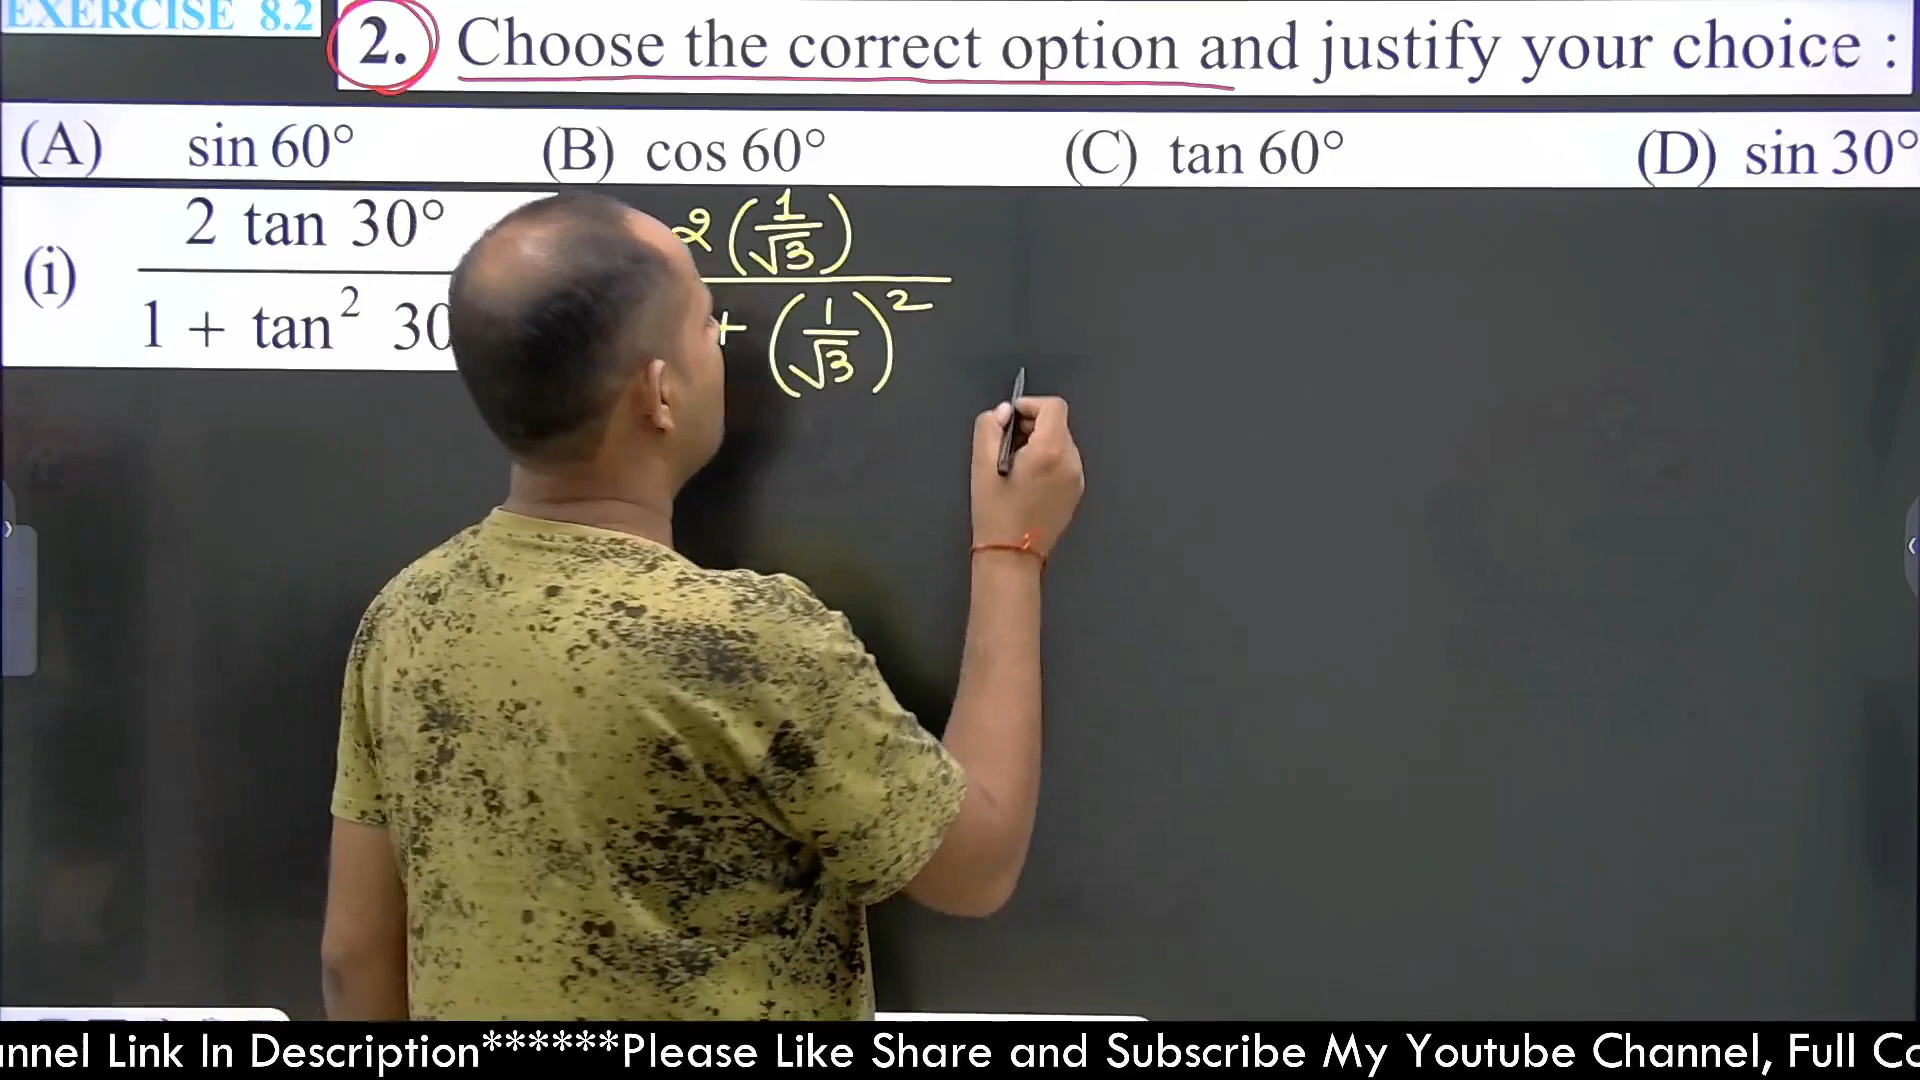 EXERCISE 8.2
2. Choose the correct option and justify your choice :
(A) sin 60° (B) cos 60° (C) tan 60° (D) sin 30°
(i) 2 tan 30° / 1 + tan² 30
2 (1/√3) / + (1/√3)²
nnel Link In Description******Please Like Share and Subscribe My Youtube Channel, Full Co